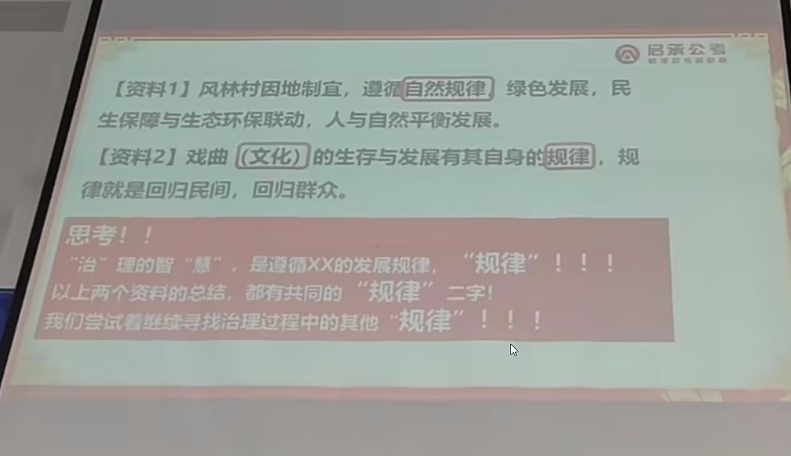 启承公考
【资料1】风林村因地制宜，遵循自然规律，绿色发展，民
生保障与生态环保联动，人与自然平衡发展。
【资料2】戏曲（文化）的生存与发展有其自身的规律，规
律就是回归民间，回归群众。
思考！！
“治”理的智“慧”，是遵循XX的发展规律，“规律”！！！
以上两个资料的总结，都有共同的“规律”二字！
我们尝试着继续寻找治理过程中的其他“规律”！！！